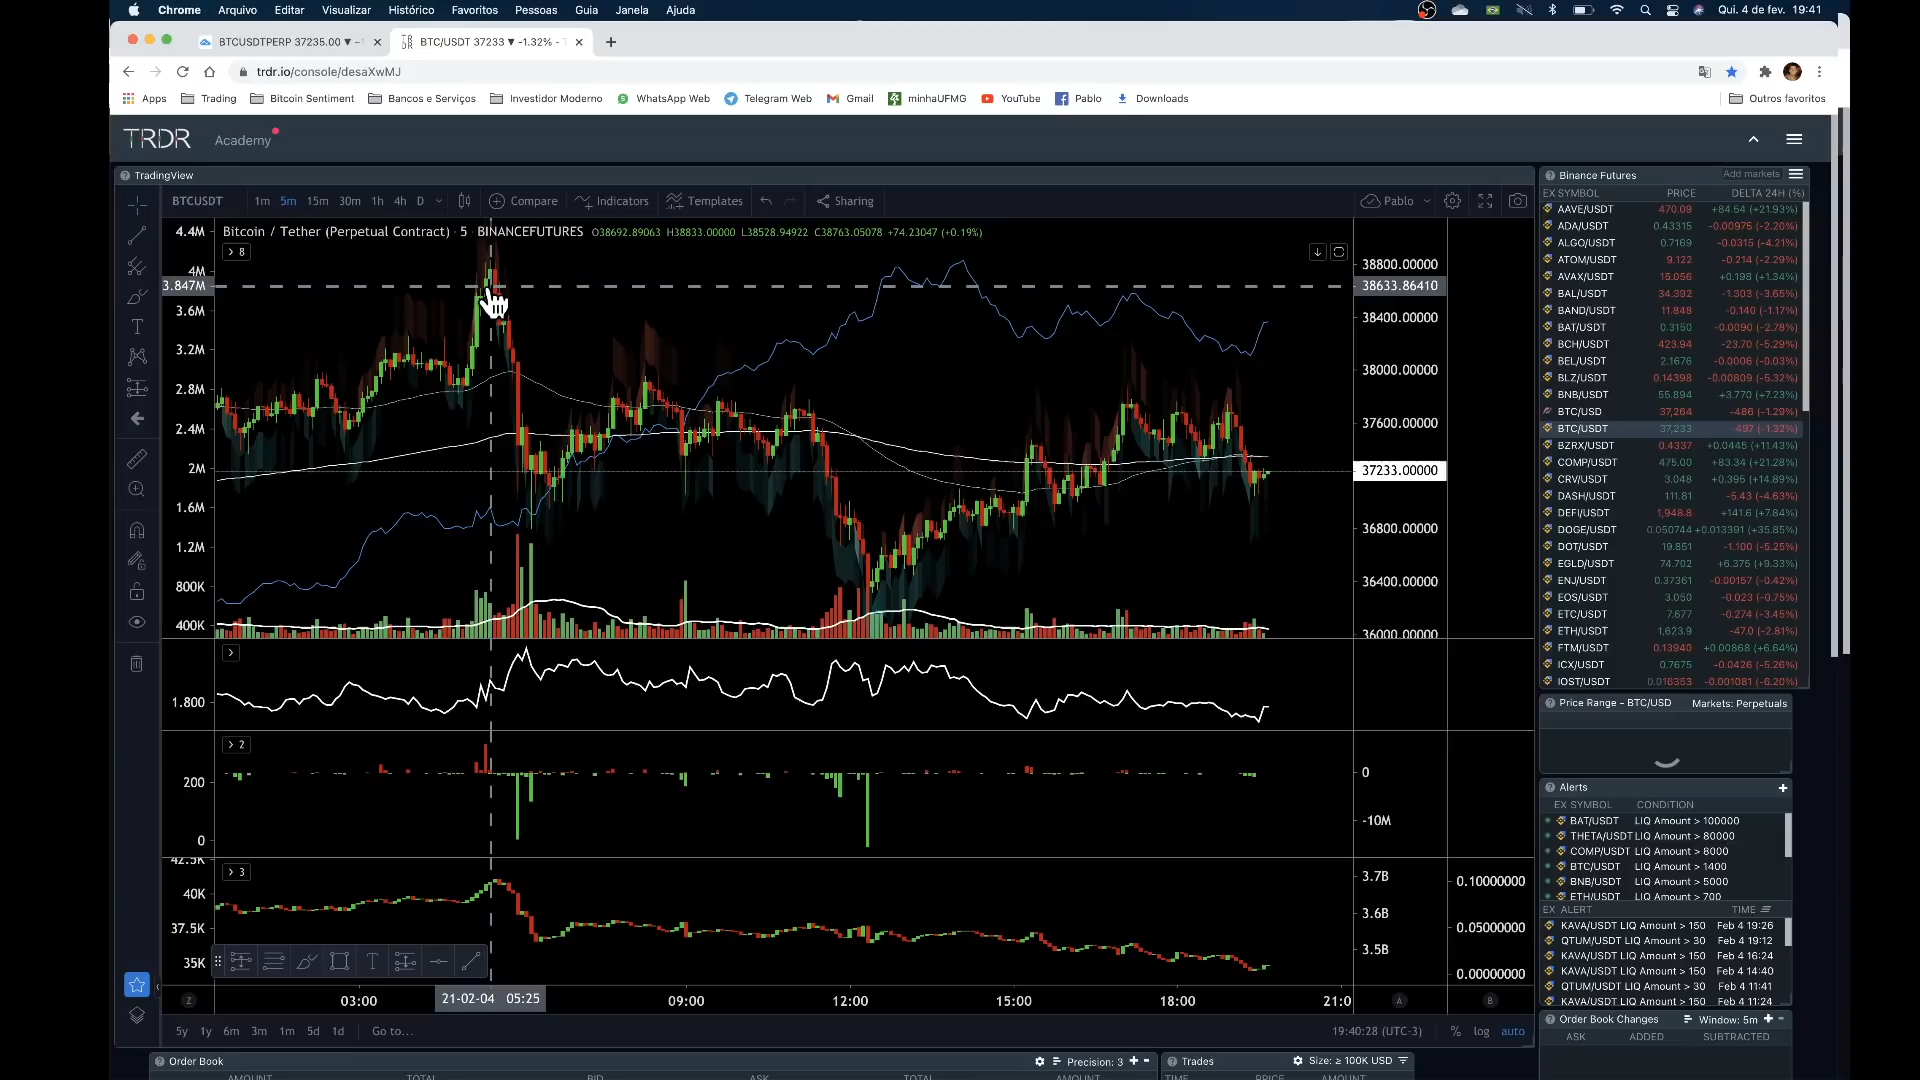 Chrome Arquivo Editar Visualizar Histórico Favoritos Pessoas Guia Janela Ajuda Qui. 4 de fev. 19:41
BTCUSDTPERP 37235.00 ▼ BTC/USDT 37233 ▼ -1.32% -
trdr.io/console/desaXwMJ
Apps Trading Bitcoin Sentiment Bancos e Serviços Investidor Moderno WhatsApp Web Telegram Web Gmail minhaUFMG YouTube Pablo Downloads Outros favoritos
TRDR Academy
TradingView
BTCUSDT 1m 5m 15m 30m 1h 4h D Compare Indicators Templates Sharing Pablo
Bitcoin / Tether (Perpetual Contract) · 5 · BINANCEFUTURES O38692.89063 H38833.00000 L38528.94922 C38763.05078 +74.23047 (+0.19%)
8
4.4M
4M
3.847M
3.6M
3.2M
2.8M
2.4M
2M
1.6M
1.2M
800K
400K
38800.00000
38633.86410
38400.00000
38000.00000
37600.00000
37233.00000
36800.00000
36400.00000
36000.00000
1.800
2
200
0
0
-10M
3
42.5K
40K
37.5K
35K
3.7B
3.6B
3.5B
0.10000000
0.05000000
0.00000000
Z 03:00 21-02-04 05:25 09:00 12:00 15:00 18:00 21:0 A B
5y 1y 6m 3m 1m 5d 1d Go to... 19:40:28 (UTC-3) % log auto
Order Book Precision: 3
AMOUNT TOTAL BID ASK TOTAL AMOUNT
Trades Size: ≥ 100K USD
TIME PRICE AMOUNT
Binance Futures Add markets
EX SYMBOL PRICE DELTA 24H (%)
AAVE/USDT 470.09 +84.54 (+21.93%)
ADA/USDT 0.43315 -0.00975 (-2.20%)
ALGO/USDT 0.7169 -0.0315 (-4.21%)
ATOM/USDT 9.122 -0.214 (-2.29%)
AVAX/USDT 15.056 +0.198 (+1.34%)
BAL/USDT 34.392 -1.303 (-3.65%)
BAND/USDT 11.848 -0.140 (-1.17%)
BAT/USDT 0.3150 -0.0090 (-2.78%)
BCH/USDT 423.94 -23.70 (-5.29%)
BEL/USDT 2.1676 -0.0006 (-0.03%)
BLZ/USDT 0.14398 -0.00809 (-5.32%)
BNB/USDT 55.894 +3.770 (+7.23%)
BTC/USD 37,264 -486 (-1.29%)
BTC/USDT 37,233 -497 (-1.32%)
BZRX/USDT 0.4337 +0.0445 (+11.43%)
COMP/USDT 475.00 +83.34 (+21.28%)
CRV/USDT 3.048 +0.395 (+14.89%)
DASH/USDT 111.81 -5.43 (-4.63%)
DEFI/USDT 1,948.8 +141.6 (+7.84%)
DOGE/USDT 0.050744 +0.013391 (+35.85%)
DOT/USDT 19.851 -1.100 (-5.25%)
EGLD/USDT 74.702 +6.375 (+9.33%)
ENJ/USDT 0.37361 -0.00157 (-0.42%)
EOS/USDT 3.050 -0.023 (-0.75%)
ETC/USDT 7.677 -0.274 (-3.45%)
ETH/USDT 1,623.9 -47.0 (-2.81%)
FTM/USDT 0.13940 +0.00868 (+6.64%)
ICX/USDT 0.7675 -0.0426 (-5.26%)
IOST/USDT 0.016353 -0.001081 (-6.20%)
Price Range - BTC/USD Markets: Perpetuals
Alerts
EX SYMBOL CONDITION
BAT/USDT LIQ Amount > 100000
THETA/USDT LIQ Amount > 80000
COMP/USDT LIQ Amount > 8000
BTC/USDT LIQ Amount > 1400
BNB/USDT LIQ Amount > 5000
ETH/USDT LIQ Amount > 700
EX ALERT TIME
KAVA/USDT LIQ Amount > 150 Feb 4 19:26
QTUM/USDT LIQ Amount > 30 Feb 4 19:12
KAVA/USDT LIQ Amount > 150 Feb 4 16:24
KAVA/USDT LIQ Amount > 150 Feb 4 14:40
QTUM/USDT LIQ Amount > 30 Feb 4 11:41
KAVA/USDT LIQ Amount > 150 Feb 4 11:24
Order Book Changes Window: 5m
ASK ADDED SUBTRACTED